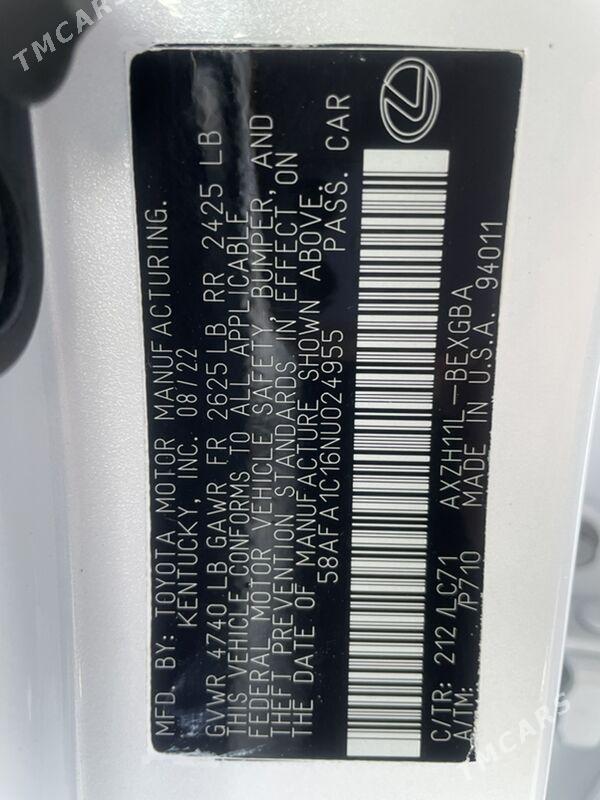 MFD BY: TOYOTA MOTOR MANUFACTURING.
KENTUCKY, INC. 08/22
GVWR 4740 LB GAWR FR 2625 LB RR 2425 LB
THIS VEHICLE CONFORMS TO ALL APPLICABLE
FEDERAL MOTOR VEHICLE SAFETY, BUMPER, AND
THEFT PREVENTION STANDARDS IN EFFECT ON
THE DATE OF MANUFACTURE SHOWN ABOVE.
58AFA1C16NU024955 PASS. CAR
C/TR: 212 /LC71 AXZH11L-BEXGBA
A/TM: /P710 MADE IN U.S.A. 94011
TMCARS
TMCARS